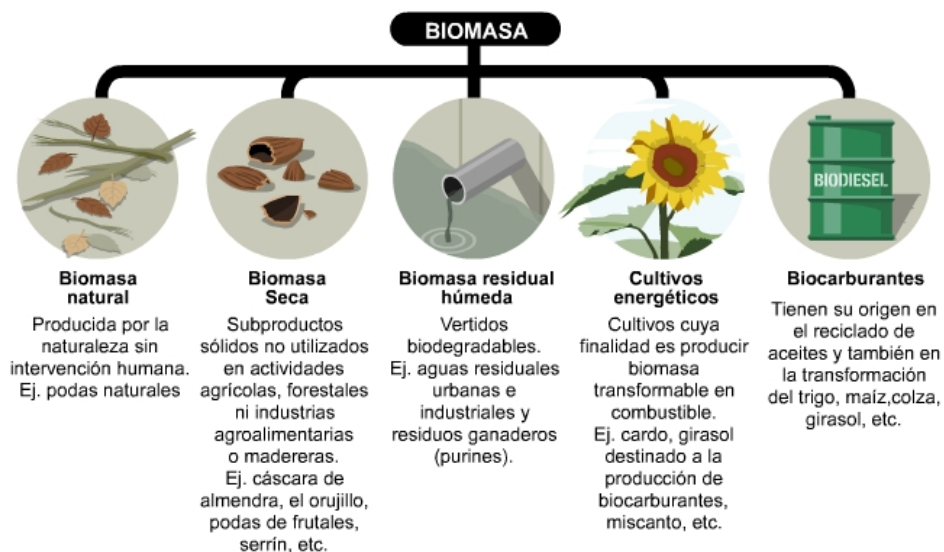 BIOMASA
BIODIESEL
Biomasa
natural
Producida por la
naturaleza sin
intervención humana.
Ej. podas naturales
Biomasa
Seca
Subproductos
sólidos no utilizados
en actividades
agrícolas, forestales
ni industrias
agroalimentarias
o madereras.
Ej. cáscara de
almendra, el orujillo,
podas de frutales,
serrín, etc.
Biomasa residual
húmeda
Vertidos
biodegradables.
Ej. aguas residuales
urbanas e
industriales y
residuos ganaderos
(purines).
Cultivos
energéticos
Cultivos cuya
finalidad es producir
biomasa
transformable en
combustible.
Ej. cardo, girasol
destinado a la
producción de
biocarburantes,
miscanto, etc.
Biocarburantes
Tienen su origen en
el reciclado de
aceites y también en
la transformación
del trigo, maíz,colza,
girasol, etc.